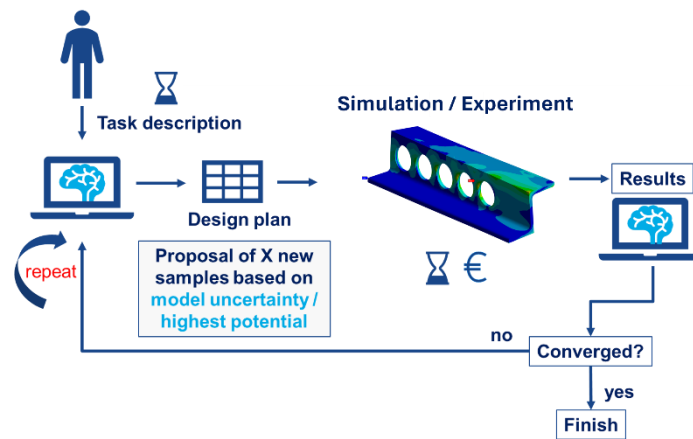 Simulation / Experiment
Task description
Results
Design plan
Proposal of X new
samples based on
model uncertainty /
highest potential
repeat
€
no
Converged?
yes
Finish